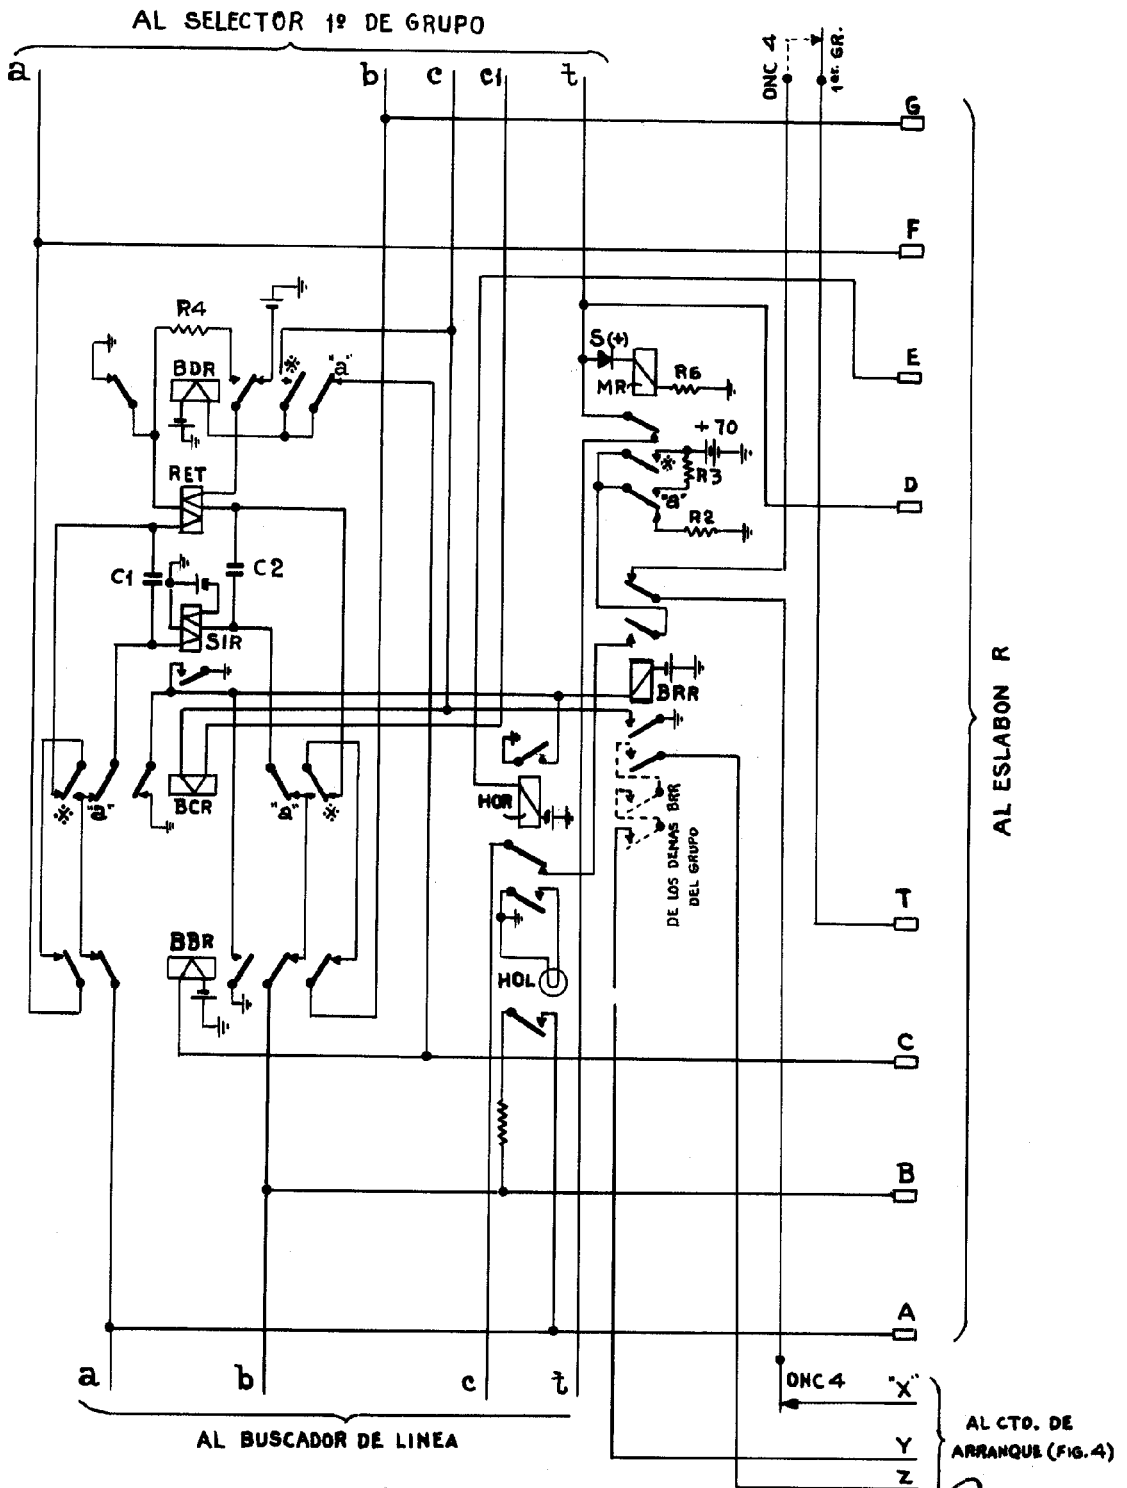 AL SELECTOR 1º DE GRUPO
a
b
c
c1
t
ONC 4
1er. GR.
G
F
E
D
R4
BDR
※
"a"
S(+)
MR
R6
+70
※
R3
"a"
R2
RET
C1
C2
SIR
BRR
※
"a"
BCR
"a"
※
HOR
DE LOS DEMAS BRR
DEL GRUPO
AL ESLABON R
T
BBR
HOL
C
B
A
a
b
c
t
ONC 4
"X"
Y
Z
AL CTO. DE
ARRANQUE (FIG. 4)
AL BUSCADOR DE LINEA